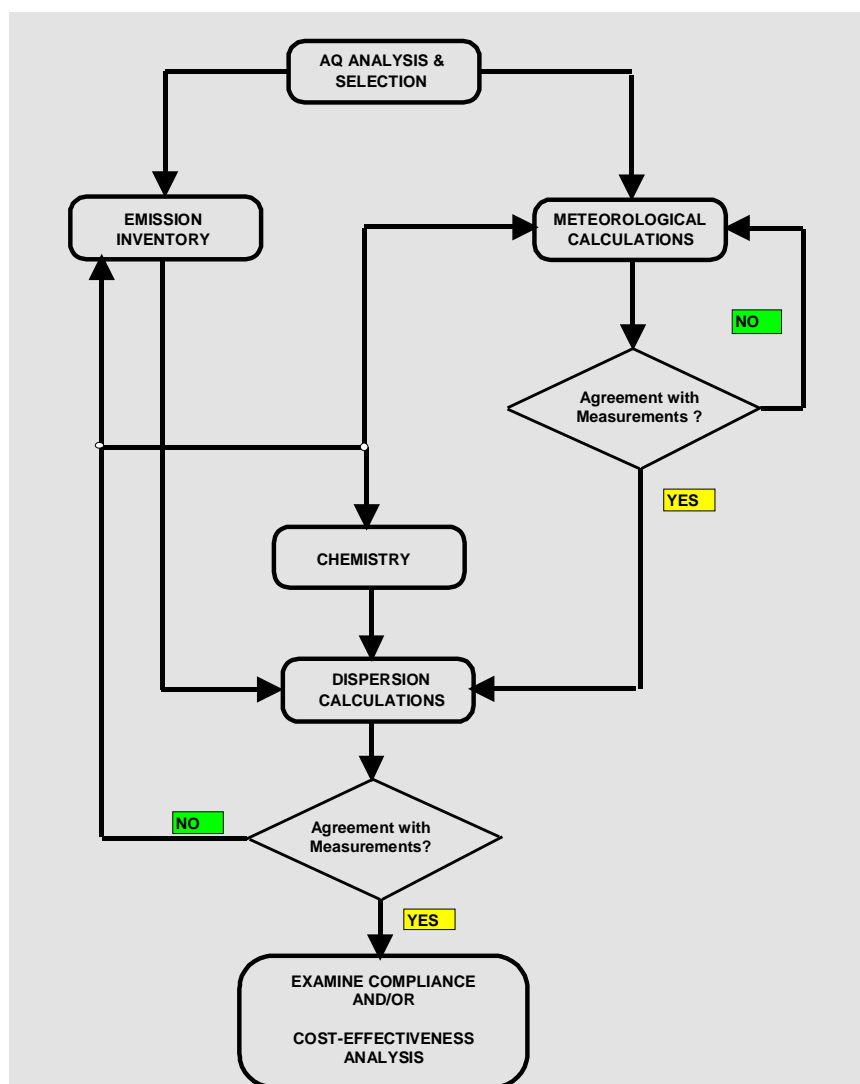 AQ ANALYSIS &
SELECTION
EMISSION
INVENTORY
METEOROLOGICAL
CALCULATIONS
NO
Agreement with
Measurements ?
YES
CHEMISTRY
DISPERSION
CALCULATIONS
NO
Agreement with
Measurements?
YES
EXAMINE COMPLIANCE
AND/OR
COST-EFFECTIVENESS
ANALYSIS